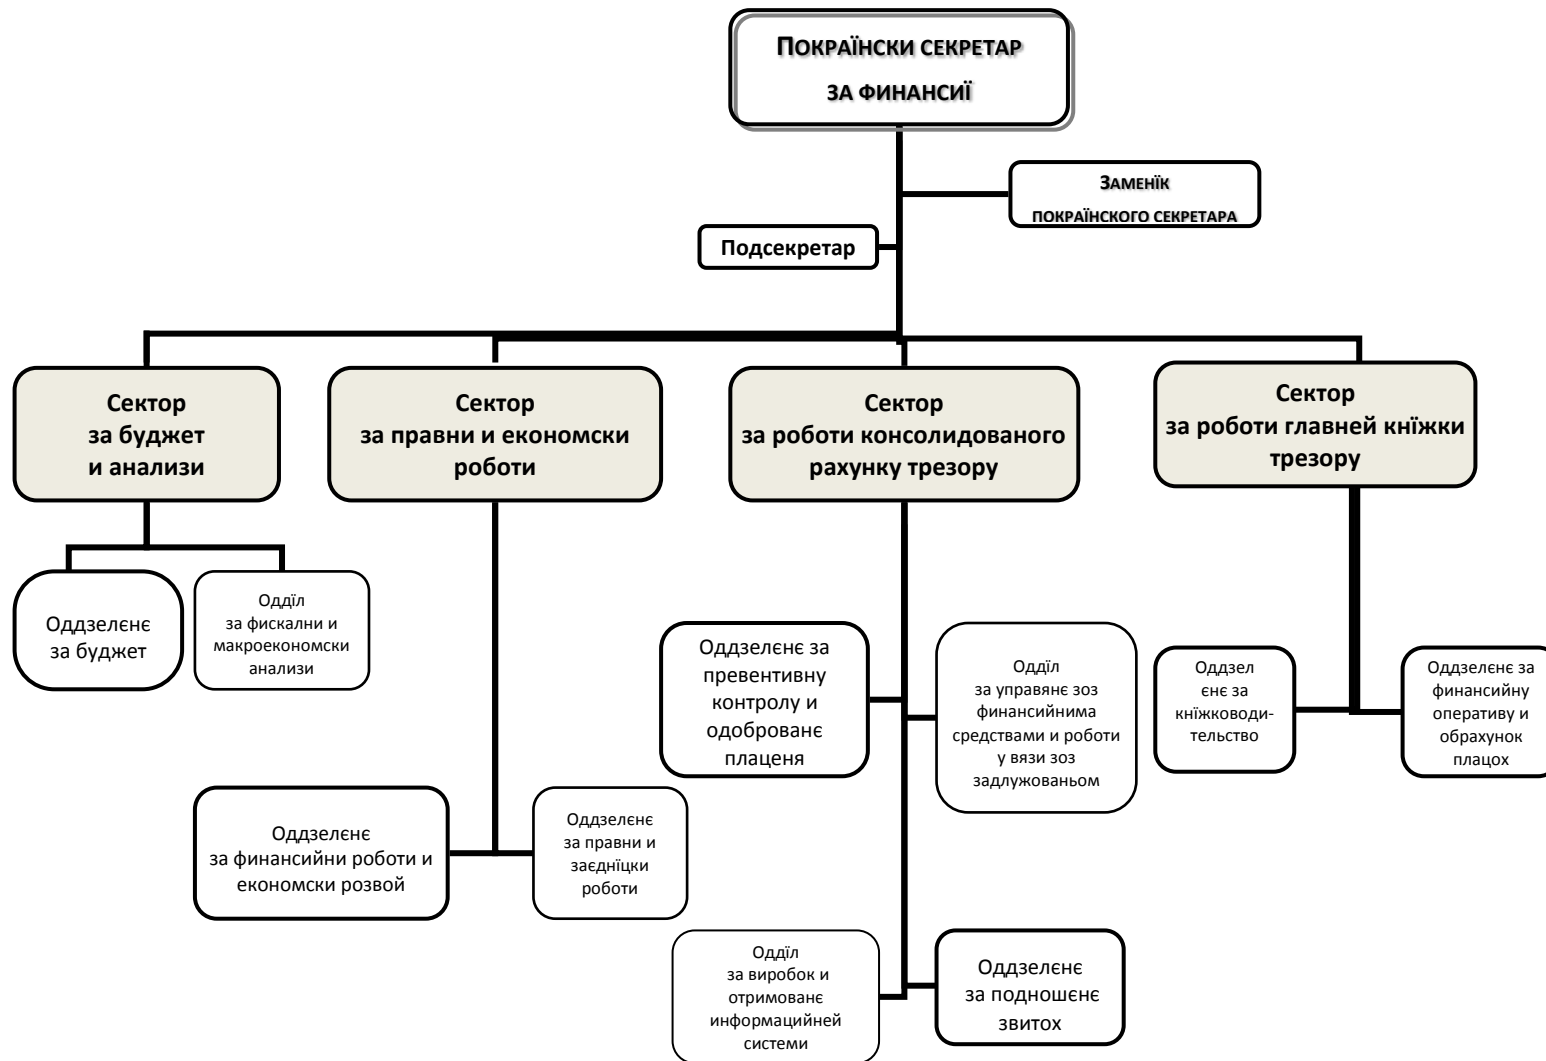 ПОКРАЇНСКИ СЕКРЕТАР
ЗА ФИНАНСИЇ
ЗАМЕНЇК
ПОКРАЇНСКОГО СЕКРЕТАРА
Подсекретар
Сектор
за буджет
и анализи
Сектор
за правни и економски
роботи
Сектор
за роботи консолидованого
рахунку трезору
Сектор
за роботи главней кнїжки
трезору
Оддзелєнє
за буджет
Оддїл
за фискални и
макроекономски
анализи
Оддзелєнє за
превентивну
контролу и
одоброванє
плаценя
Оддїл
за управянє зоз
финансийнима
средствами и роботи
у вязи зоз
задлужованьом
Оддзел
єнє за
кнїжководи-
тельство
Оддзелєнє за
финансийну
оперативу и
обрахунок
плацох
Оддзелєнє
за финансийни роботи и
економски розвой
Оддзелєнє
за правни и
заєднїцки
роботи
Оддїл
за виробок и
отримованє
информацийней
системи
Оддзелєнє
за подношенє
звитох